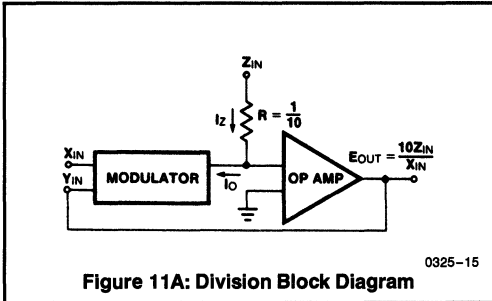 ZIN
IZ
R = 1/10
XIN
YIN
MODULATOR
IO
OP AMP
EOUT = 10ZIN/XIN
0325-15
Figure 11A: Division Block Diagram